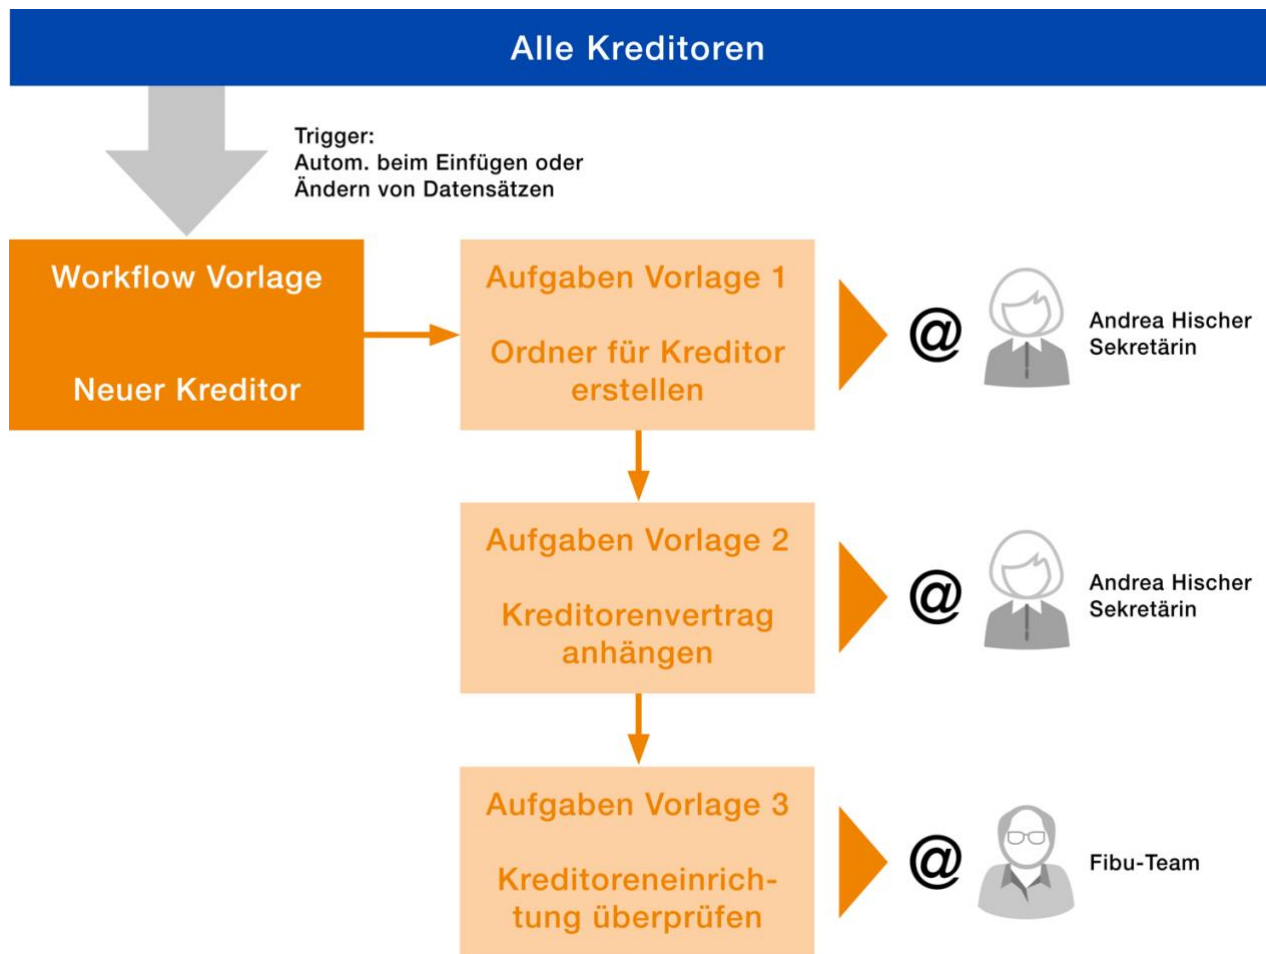 Alle Kreditoren
Trigger:
Autom. beim Einfügen oder
Ändern von Datensätzen
Workflow Vorlage
Neuer Kreditor
Aufgaben Vorlage 1
Ordner für Kreditor
erstellen
@
Andrea Hischer
Sekretärin
Aufgaben Vorlage 2
Kreditorenvertrag
anhängen
@
Andrea Hischer
Sekretärin
Aufgaben Vorlage 3
Kreditoreneinrich-
tung überprüfen
@
Fibu-Team